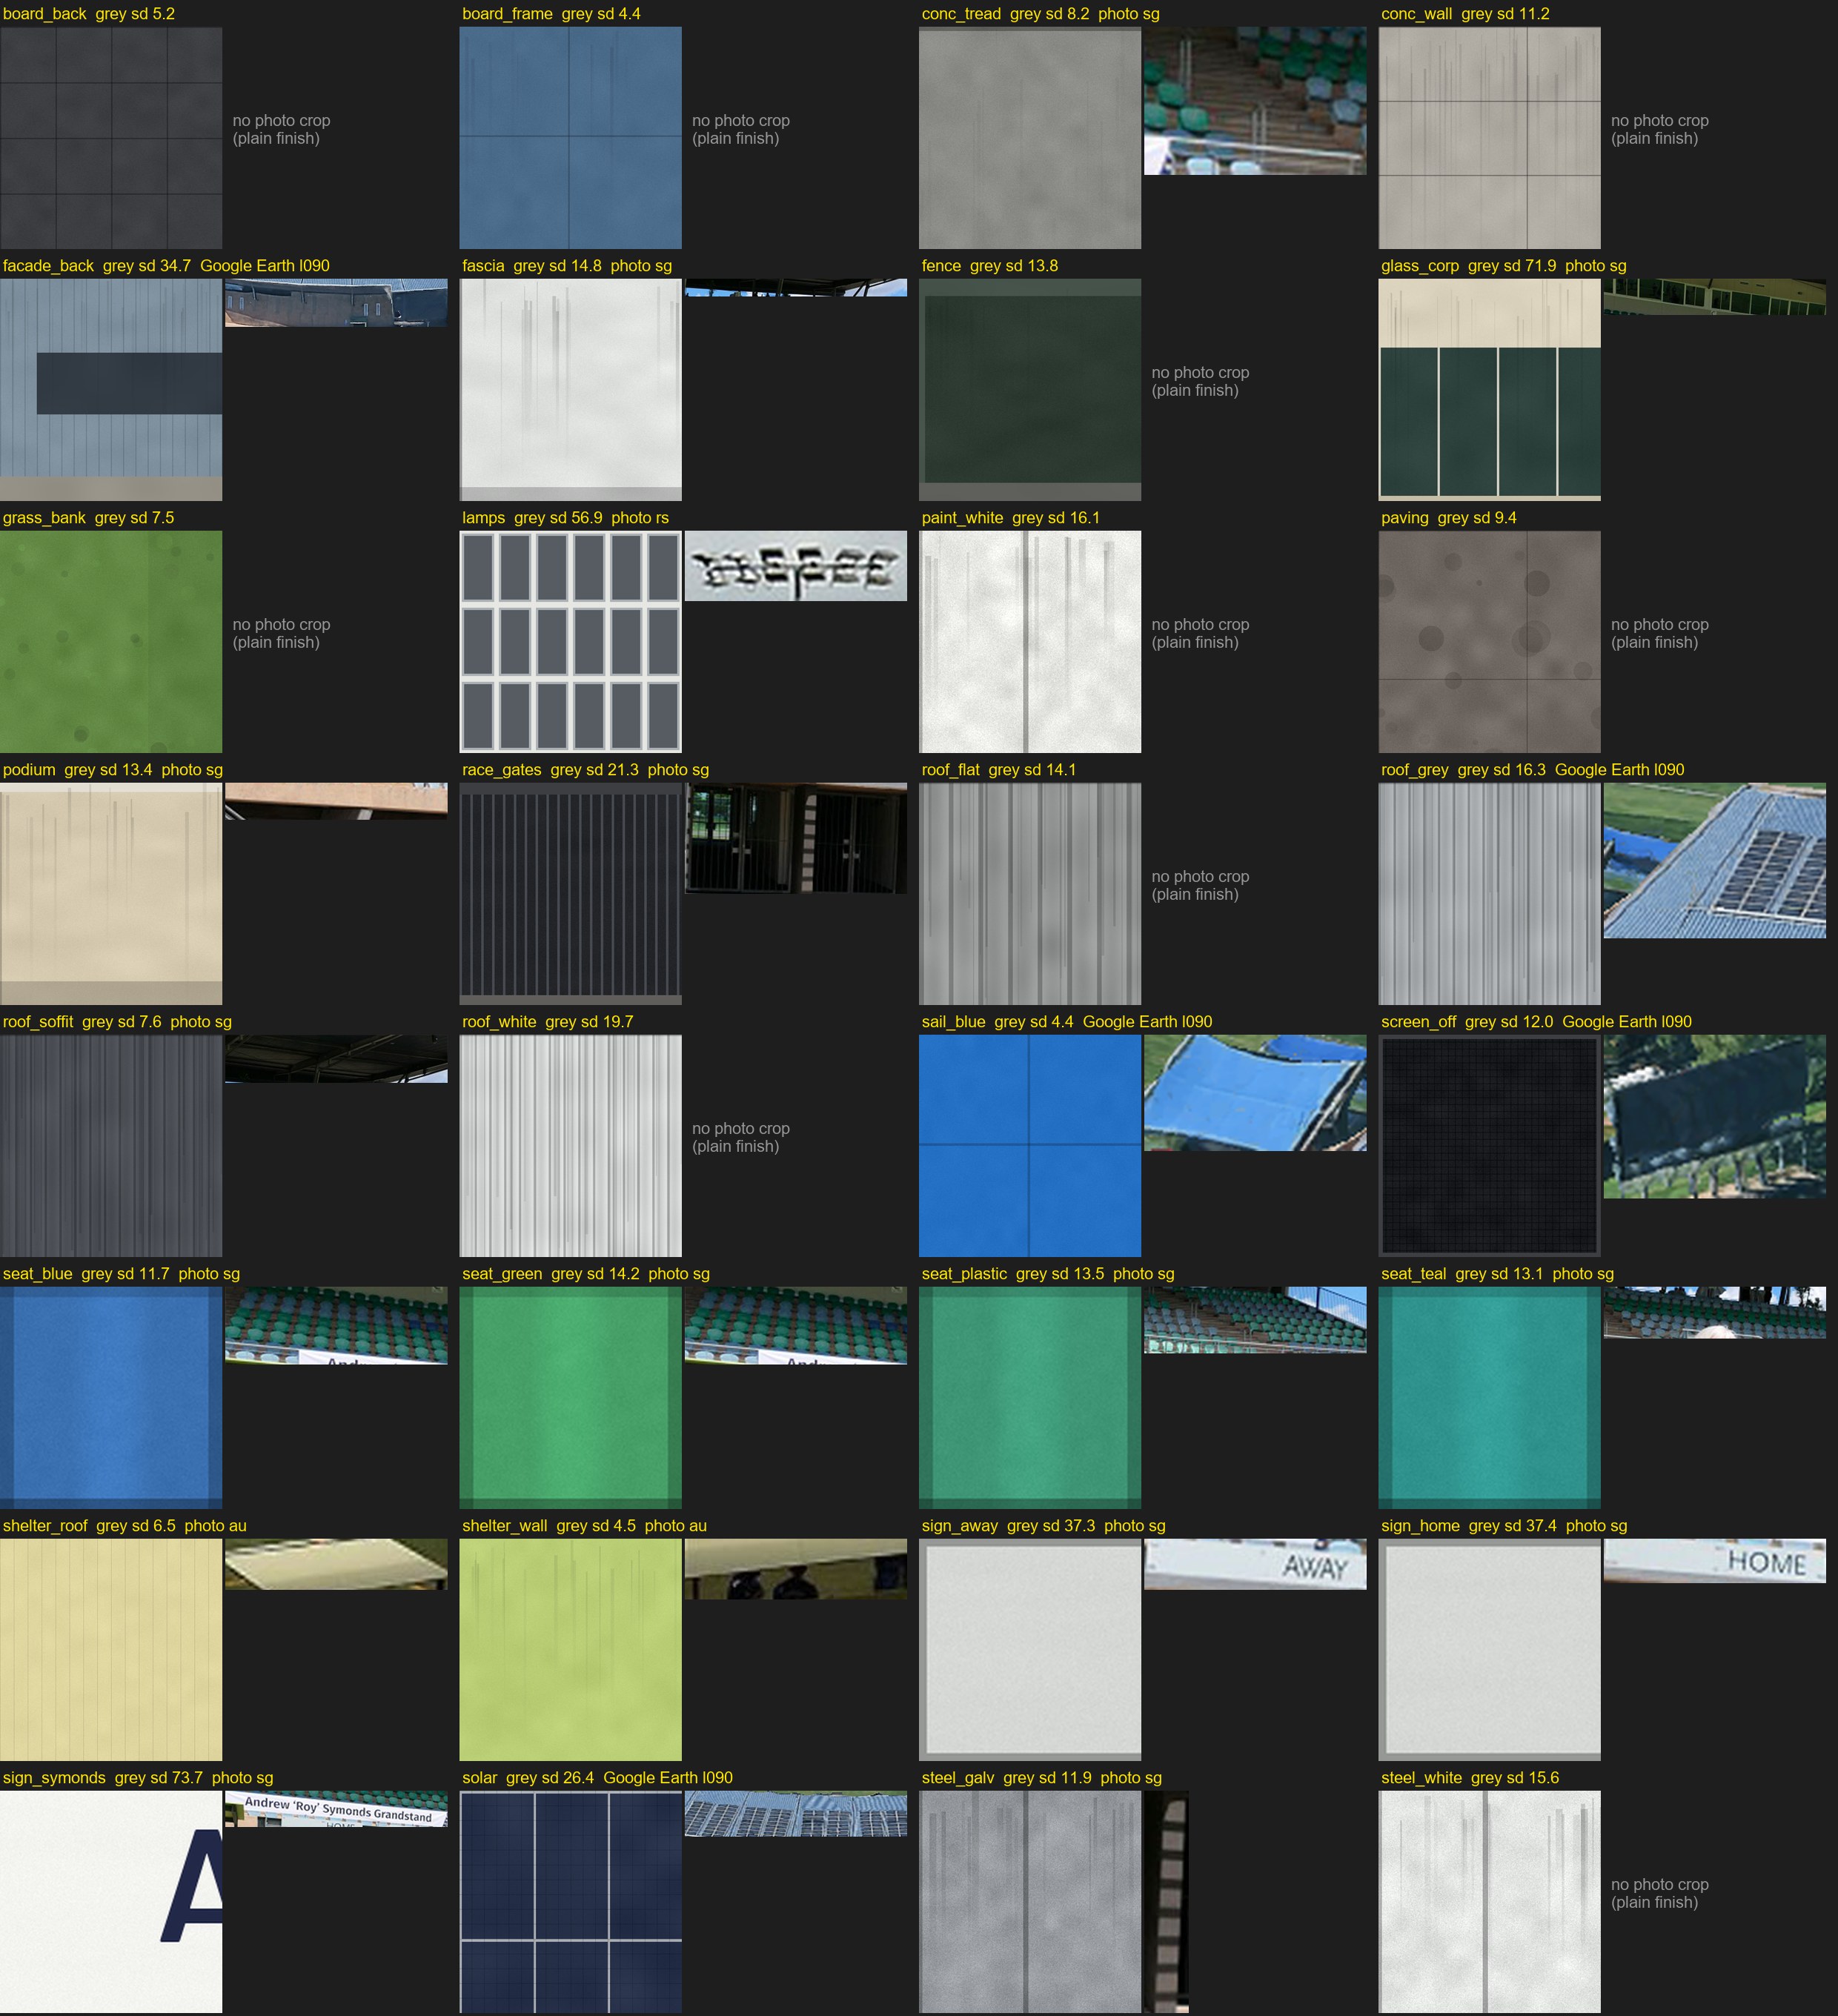 board_back grey sd 5.2
board_frame grey sd 4.4
conc_tread grey sd 8.2 photo sg
conc_wall grey sd 11.2
no photo crop
(plain finish)
no photo crop
(plain finish)
no photo crop
(plain finish)
facade_back grey sd 34.7 Google Earth l090
fascia grey sd 14.8 photo sg
fence grey sd 13.8
glass_corp grey sd 71.9 photo sg
no photo crop
(plain finish)
grass_bank grey sd 7.5
lamps grey sd 56.9 photo rs
paint_white grey sd 16.1
paving grey sd 9.4
no photo crop
(plain finish)
no photo crop
(plain finish)
no photo crop
(plain finish)
podium grey sd 13.4 photo sg
race_gates grey sd 21.3 photo sg
roof_flat grey sd 14.1
roof_grey grey sd 16.3 Google Earth l090
no photo crop
(plain finish)
roof_soffit grey sd 7.6 photo sg
roof_white grey sd 19.7
sail_blue grey sd 4.4 Google Earth l090
screen_off grey sd 12.0 Google Earth l090
no photo crop
(plain finish)
seat_blue grey sd 11.7 photo sg
seat_green grey sd 14.2 photo sg
seat_plastic grey sd 13.5 photo sg
seat_teal grey sd 13.1 photo sg
shelter_roof grey sd 6.5 photo au
shelter_wall grey sd 4.5 photo au
sign_away grey sd 37.3 photo sg
sign_home grey sd 37.4 photo sg
AWAY
HOME
sign_symonds grey sd 73.7 photo sg
solar grey sd 26.4 Google Earth l090
steel_galv grey sd 11.9 photo sg
steel_white grey sd 15.6
A
Andrew 'Roy' Symonds Grandstand
no photo crop
(plain finish)